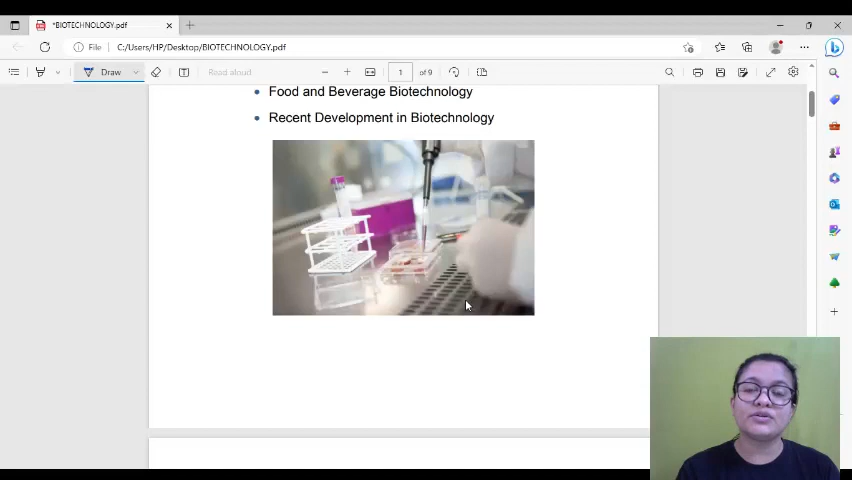 *BIOTECHNOLOGY.pdf
File
C:/Users/HP/Desktop/BIOTECHNOLOGY.pdf
Draw
Read aloud
1
of 9
Food and Beverage Biotechnology
Recent Development in Biotechnology